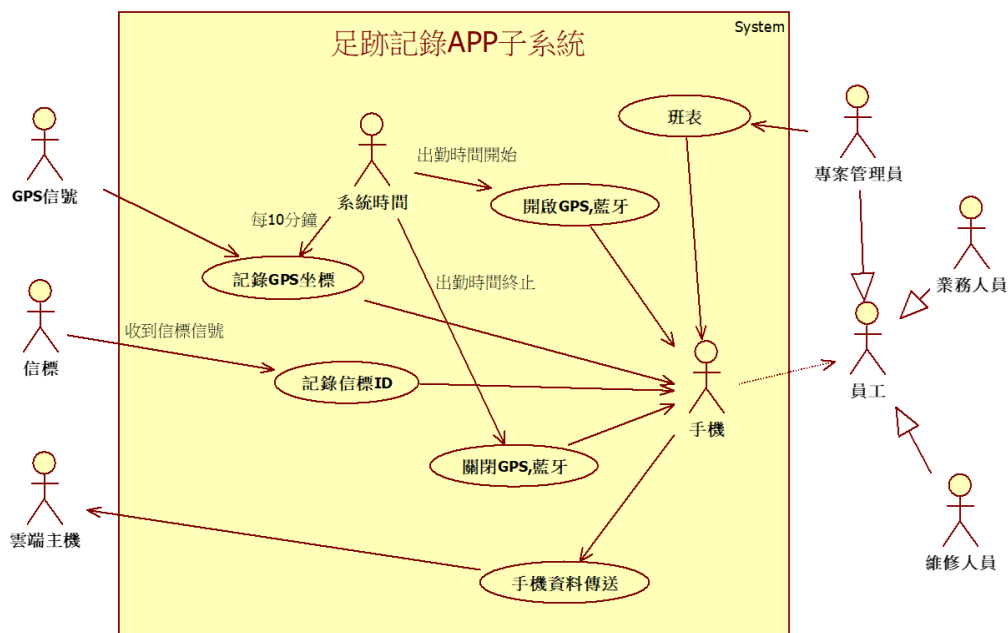 System
足跡記錄APP子系統
班表
出勤時間開始
專案管理員
GPS信號
系統時間
開啟GPS,藍牙
每10分鐘
記錄GPS坐標
出勤時間終止
業務人員
收到信標信號
信標
記錄信標ID
員工
手機
關閉GPS,藍牙
雲端主機
維修人員
手機資料傳送